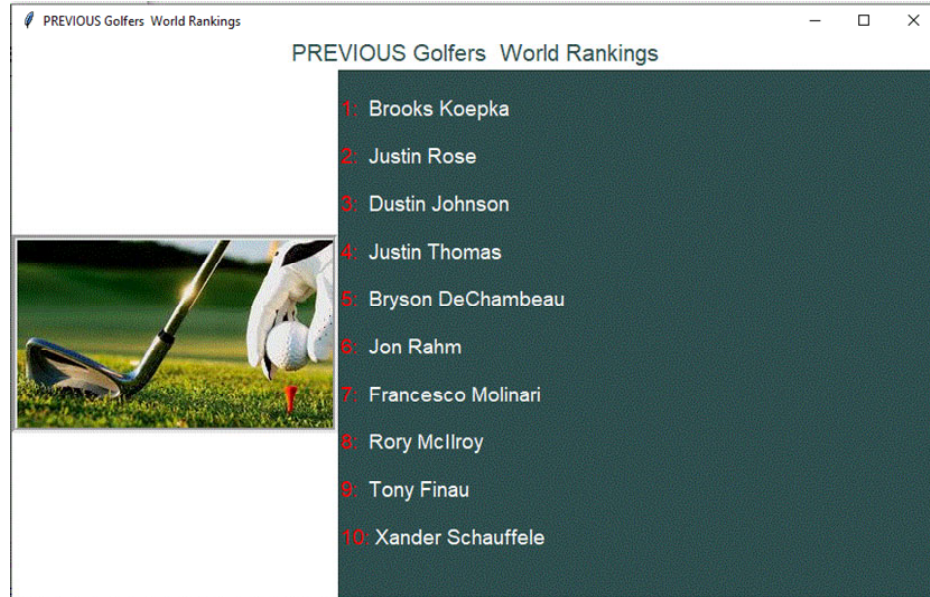 PREVIOUS Golfers  World Rankings
PREVIOUS Golfers  World Rankings
1:  Brooks Koepka
2:  Justin Rose
3:  Dustin Johnson
4:  Justin Thomas
5:  Bryson DeChambeau
6:  Jon Rahm
7:  Francesco Molinari
8:  Rory McIlroy
9:  Tony Finau
10: Xander Schauffele